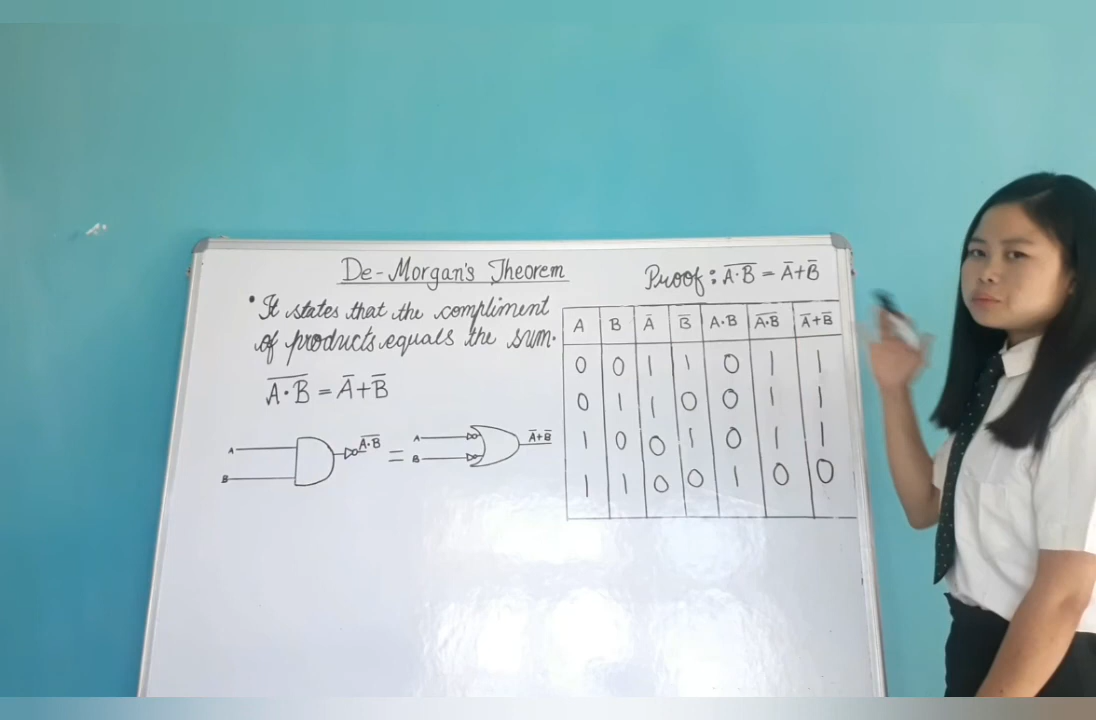 De-Morgan's Theorem
• It states that the compliment
of products equals the sum.
A̅·̅B̅ = A̅+B̅
A
B
A̅·̅B̅
=
A
B
A̅+B̅
Proof : A̅·̅B̅ = A̅+B̅
A B A̅ B̅ A·B A̅·̅B̅ A̅+B̅
0 0 1 1 0 1 1
0 1 1 0 0 1 1
1 0 0 1 0 1 1
1 1 0 0 1 0 0